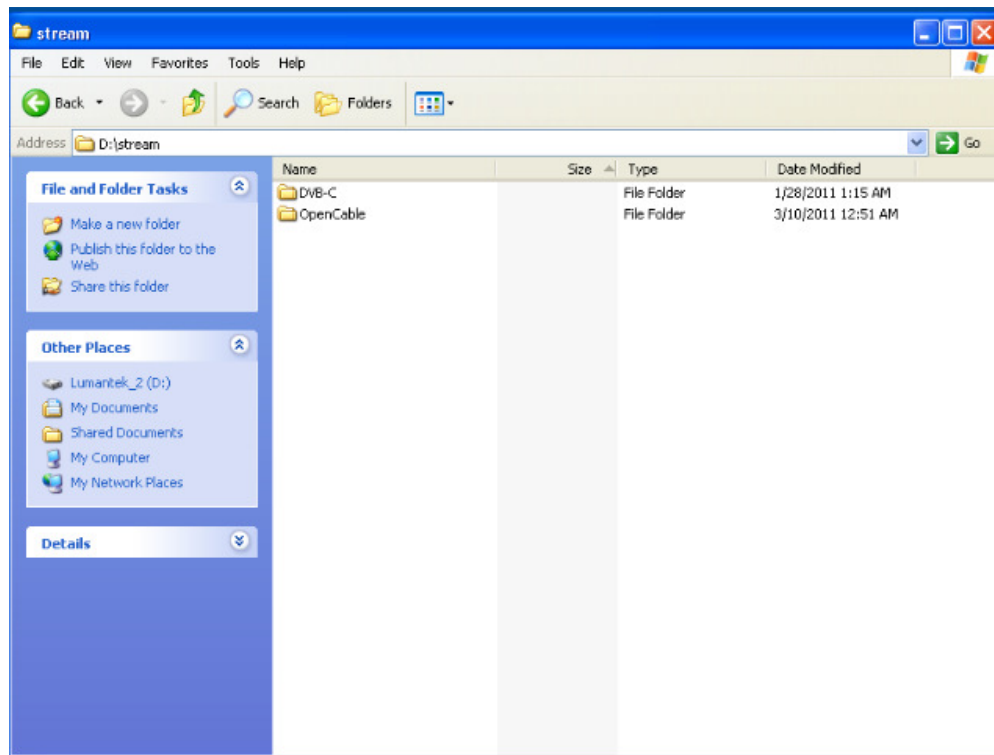 stream
File Edit View Favorites Tools Help
Back Search Folders
Address D:\stream Go
File and Folder Tasks
Make a new folder
Publish this folder to the
Web
Share this folder
Other Places
Lumantek_2 (D:)
My Documents
Shared Documents
My Computer
My Network Places
Details
Name Size Type Date Modified
DVB-C File Folder 1/28/2011 1:15 AM
OpenCable File Folder 3/10/2011 12:51 AM